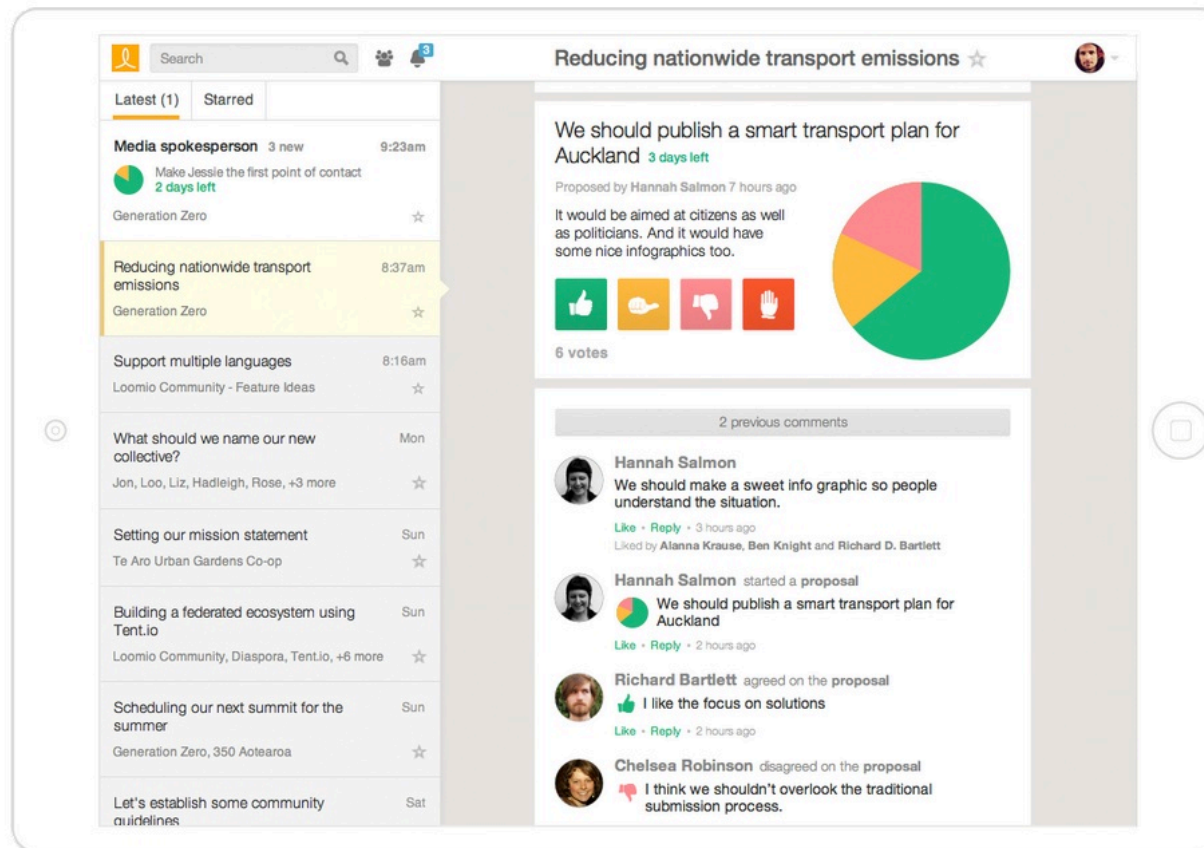 Search
3
Reducing nationwide transport emissions
Latest (1)
Starred
Media spokesperson 3 new 9:23am
Make Jessie the first point of contact
2 days left
Generation Zero
Reducing nationwide transport 8:37am
emissions
Generation Zero
Support multiple languages 8:16am
Loomio Community - Feature Ideas
What should we name our new Mon
collective?
Jon, Loo, Liz, Hadleigh, Rose, +3 more
Setting our mission statement Sun
Te Aro Urban Gardens Co-op
Building a federated ecosystem using Sun
Tent.io
Loomio Community, Diaspora, Tent.io, +6 more
Scheduling our next summit for the Sun
summer
Generation Zero, 350 Aotearoa
Let's establish some community Sat
guidelines
We should publish a smart transport plan for
Auckland 3 days left
Proposed by Hannah Salmon 7 hours ago
It would be aimed at citizens as well
as politicians. And it would have
some nice infographics too.
6 votes
2 previous comments
Hannah Salmon
We should make a sweet info graphic so people
understand the situation.
Like • Reply • 3 hours ago
Liked by Alanna Krause, Ben Knight and Richard D. Bartlett
Hannah Salmon started a proposal
We should publish a smart transport plan for
Auckland
Like • Reply • 2 hours ago
Richard Bartlett agreed on the proposal
I like the focus on solutions
Like • Reply • 2 hours ago
Chelsea Robinson disagreed on the proposal
I think we shouldn't overlook the traditional
submission process.